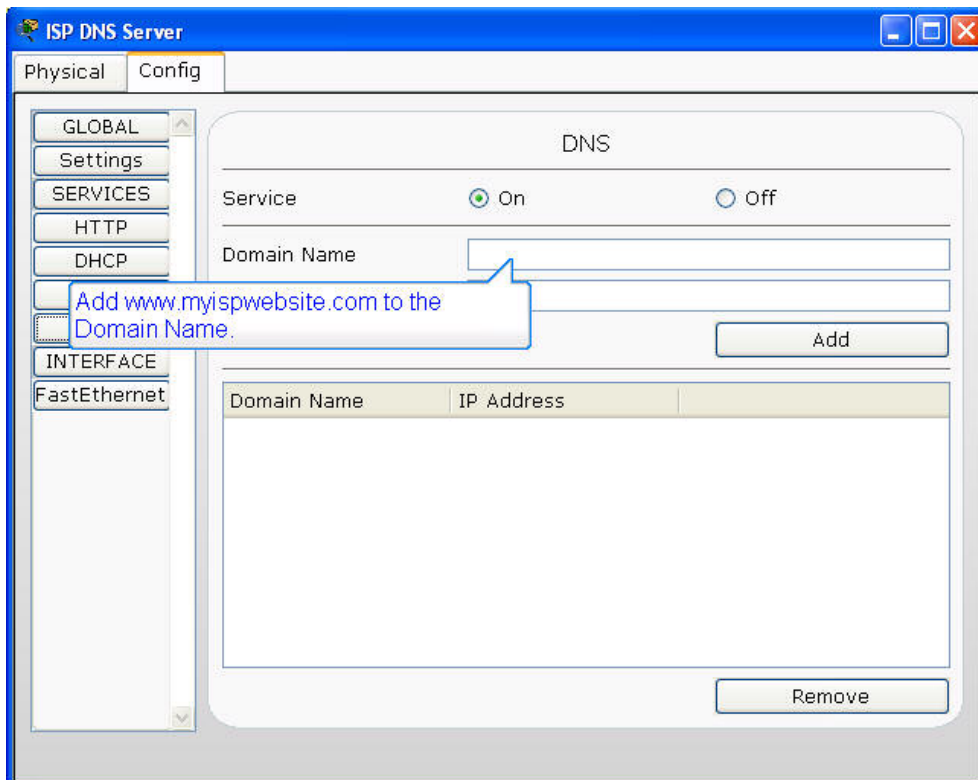 ISP DNS Server
Physical
Config
GLOBAL
Settings
SERVICES
HTTP
DHCP
INTERFACE
FastEthernet
DNS
Service
On
Off
Domain Name
Add www.myispwebsite.com to the
Domain Name.
Add
Domain Name
IP Address
Remove